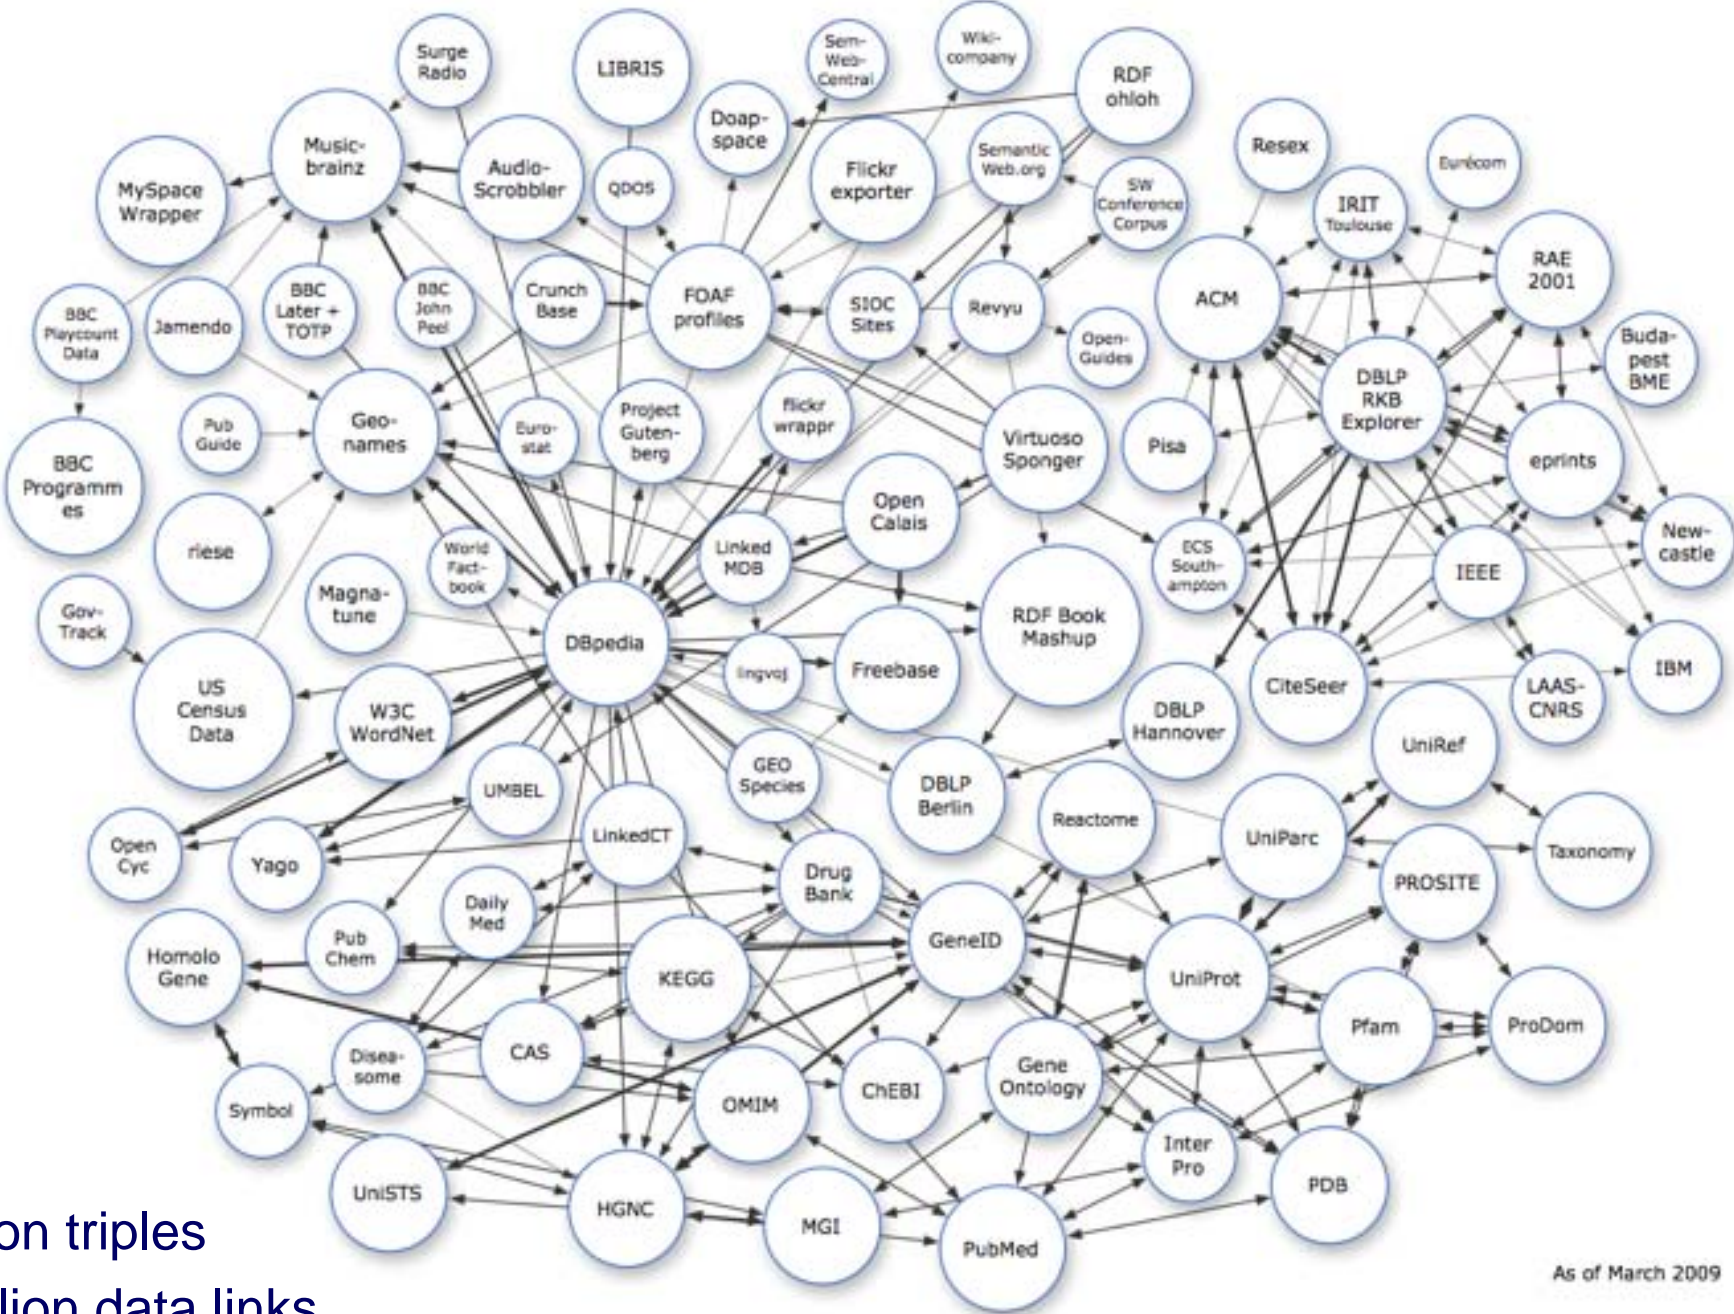 Surge
Radio
LIBRIS
Sem-
Web-
Central
Wiki-
company
RDF
ohloh
Doap-
space
Music-
brainz
Audio-
Scrobbler
QDOS
Flickr
exporter
Semantic
Web.org
SW
Conference
Corpus
Resex
Eurécom
MySpace
Wrapper
IRIT
Toulouse
RAE
2001
ACM
BBC
Playcount
Data
Jamendo
BBC
Later +
TOTP
BBC
John
Peel
Crunch
Base
FOAF
profiles
SIOC
Sites
Revyu
Open-
Guides
Buda-
pest
BME
DBLP
RKB
Explorer
Pub
Guide
Geo-
names
Euro-
stat
Project
Guten-
berg
flickr
wrappr
Virtuoso
Sponger
Pisa
eprints
BBC
Programm
es
Open
Calais
riese
World
Fact-
book
Linked
MDB
ECS
South-
ampton
IEEE
New-
castle
Magna-
tune
Gov-
Track
DBpedia
RDF Book
Mashup
lingvoj
Freebase
CiteSeer
LAAS-
CNRS
IBM
US
Census
Data
W3C
WordNet
DBLP
Hannover
UniRef
UMBEL
GEO
Species
DBLP
Berlin
Reactome
UniParc
Taxonomy
Open
Cyc
Yago
LinkedCT
Drug
Bank
PROSITE
Daily
Med
Pub
Chem
Homolo
Gene
KEGG
GeneID
UniProt
Pfam
ProDom
Disea-
some
CAS
ChEBI
Gene
Ontology
Symbol
OMIM
Inter
Pro
UniSTS
HGNC
MGI
PubMed
PDB
on triples
lion data links
As of March 2009